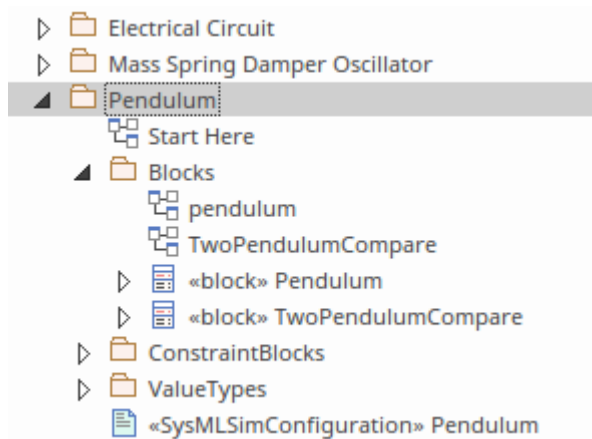 Electrical Circuit
Mass Spring Damper Oscillator
Pendulum
Start Here
Blocks
pendulum
TwoPendulumCompare
«block» Pendulum
«block» TwoPendulumCompare
ConstraintBlocks
ValueTypes
«SysMLSimConfiguration» Pendulum